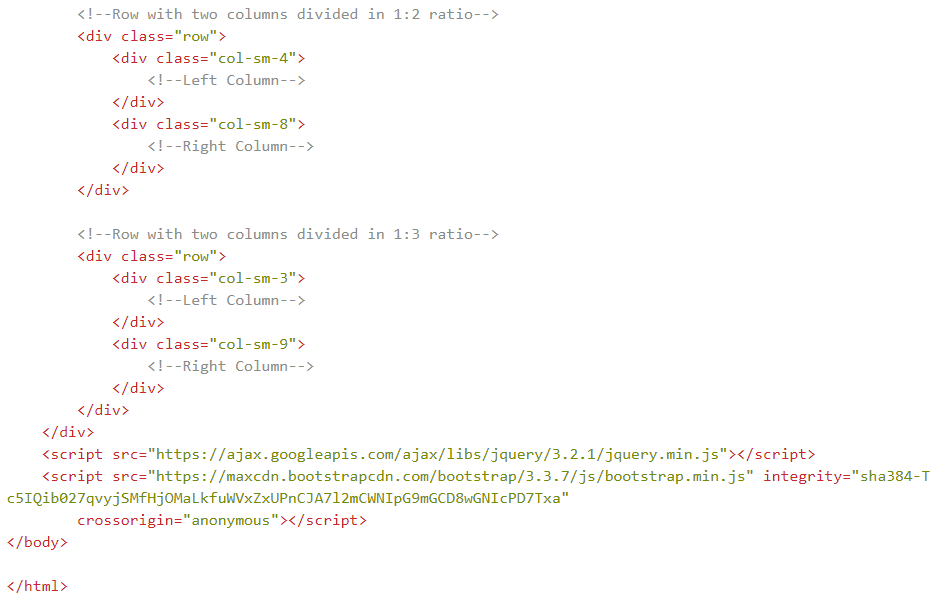 <!--Row with two columns divided in 1:2 ratio-->
<div class="row">
<div class="col-sm-4">
<!--Left Column-->
</div>
<div class="col-sm-8">
<!--Right Column-->
</div>
</div>
<!--Row with two columns divided in 1:3 ratio-->
<div class="row">
<div class="col-sm-3">
<!--Left Column-->
</div>
<div class="col-sm-9">
<!--Right Column-->
</div>
</div>
</div>
<script src="https://ajax.googleapis.com/ajax/libs/jquery/3.2.1/jquery.min.js"></script>
<script src="https://maxcdn.bootstrapcdn.com/bootstrap/3.3.7/js/bootstrap.min.js" integrity="sha384-T
c5IQib027qvyjSMfHjOMaLkfuWVxZxUPnCJA7l2mCWNIpG9mGCD8wGNIcPD7Txa"
crossorigin="anonymous"></script>
</body>
</html>